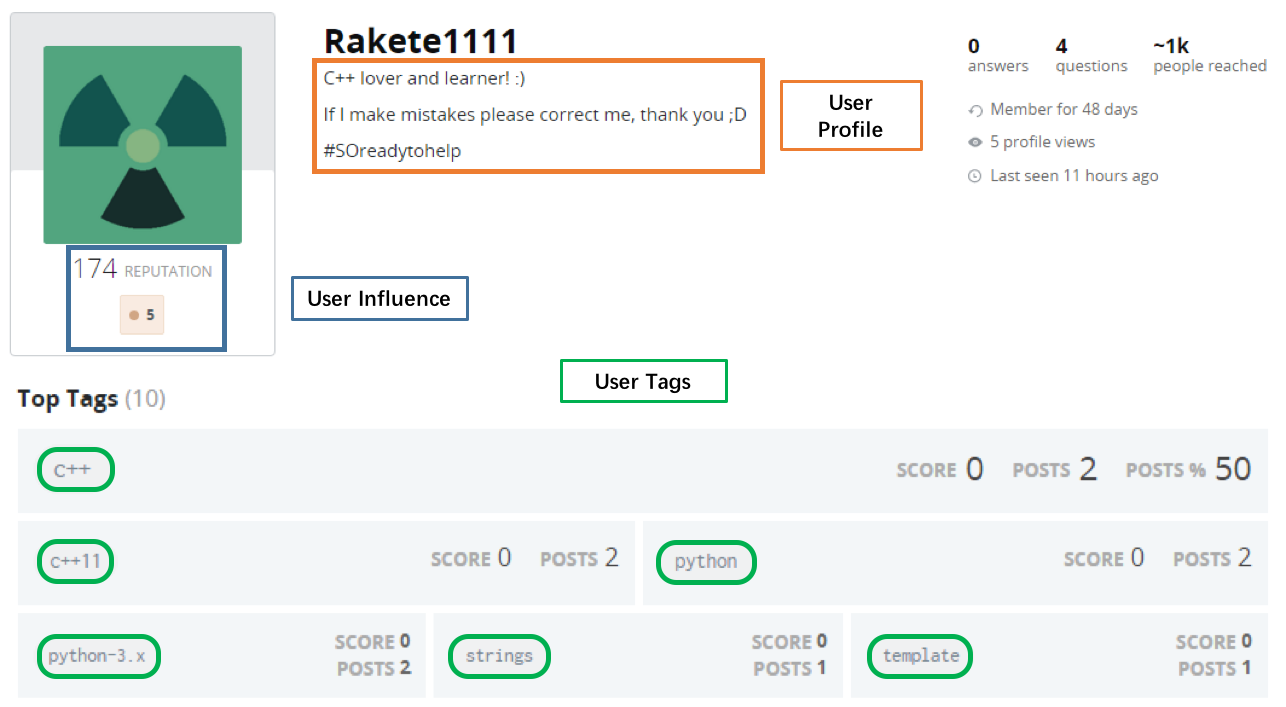 Rakete1111
C++ lover and learner! :)
If I make mistakes please correct me, thank you ;D
#SOreadytohelp
User
Profile
0 4 ~1k
answers questions people reached
Member for 48 days
5 profile views
Last seen 11 hours ago
174 REPUTATION
5
User Influence
User Tags
Top Tags (10)
c++ SCORE 0 POSTS 2 POSTS % 50
c++11 SCORE 0 POSTS 2
python SCORE 0 POSTS 2
python-3.x SCORE 0
POSTS 2
strings SCORE 0
POSTS 1
template SCORE 0
POSTS 1